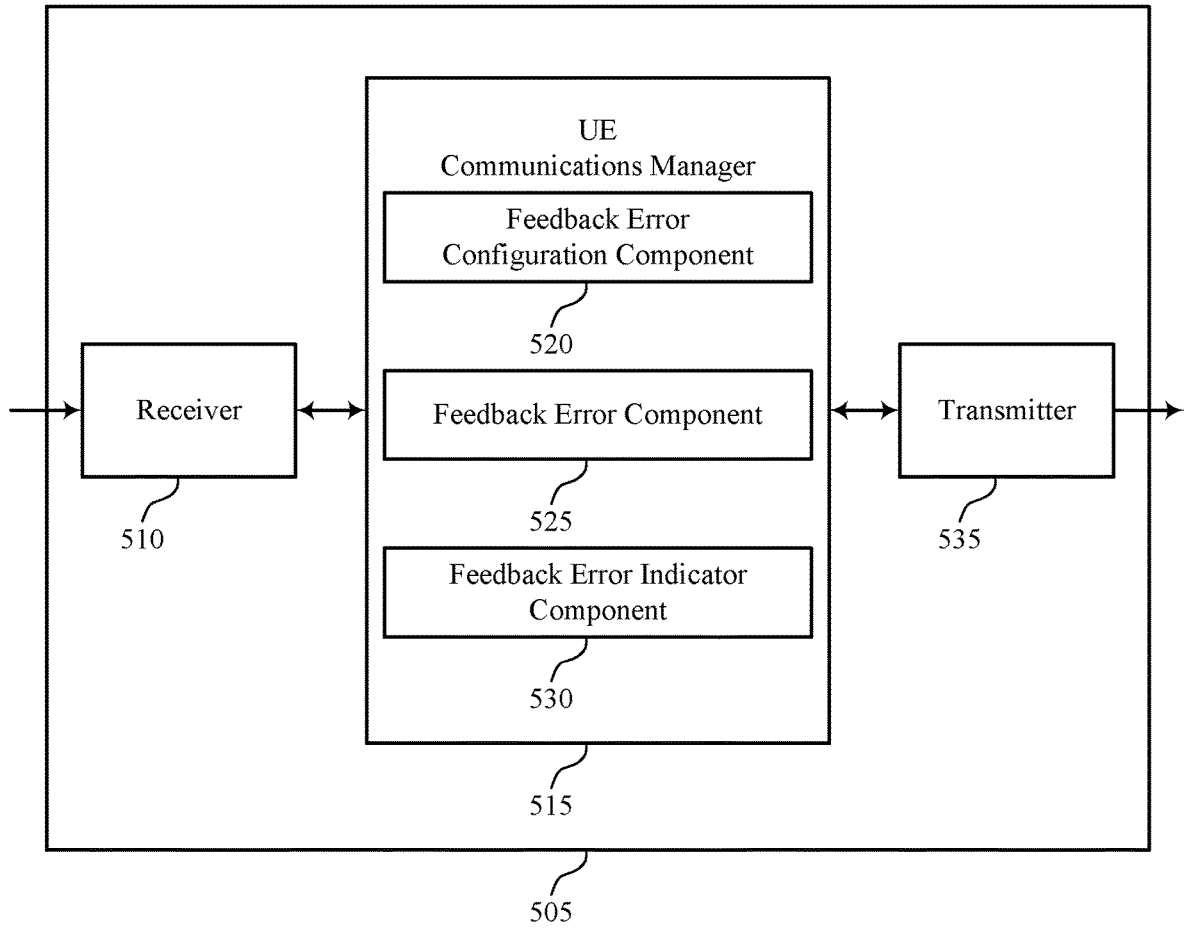 UE
Communications Manager
Feedback Error
Configuration Component
520
Receiver
510
Feedback Error Component
525
Transmitter
535
Feedback Error Indicator
Component
530
515
505